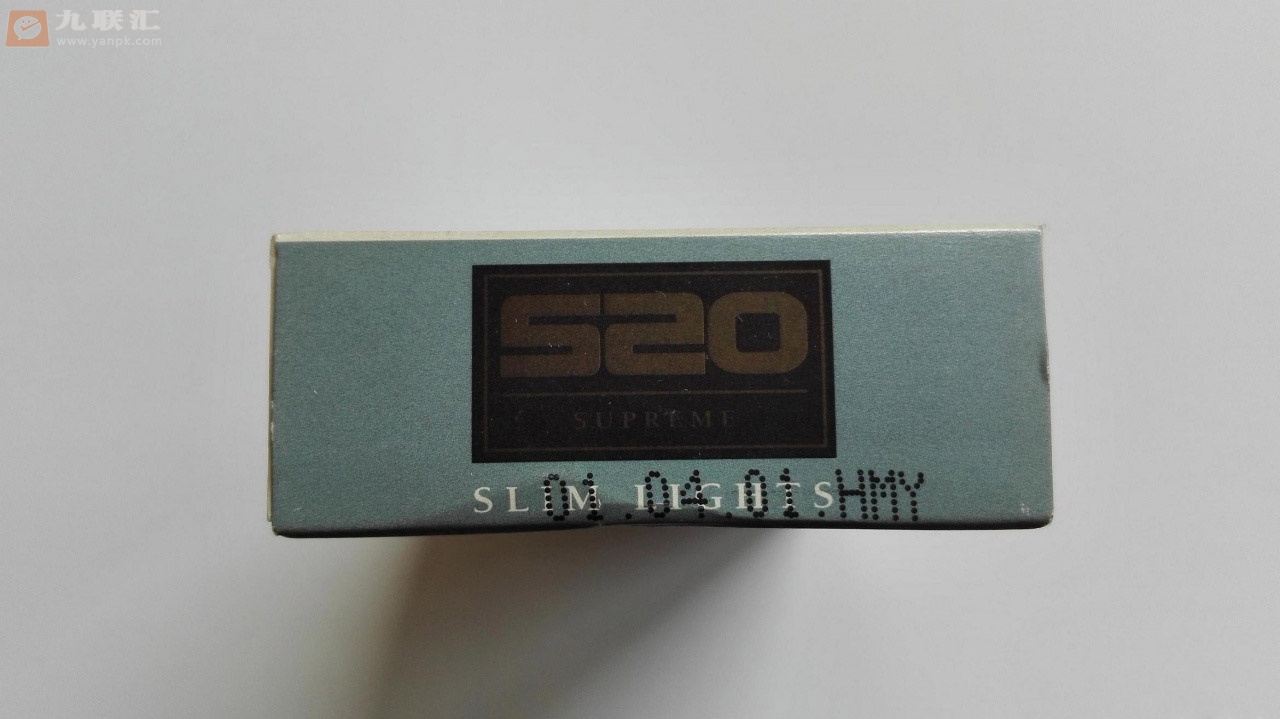 九联汇
www.yanpk.com
520
SUPREME
SLIM LIGHTS
01.04.01.HMY